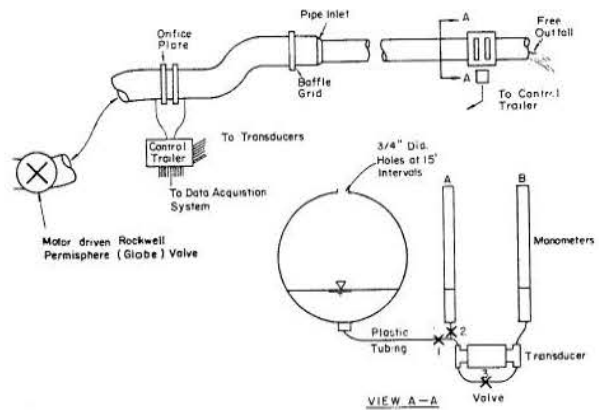 Orifice
Plate
Pipe Inlet
A
Free
Outfall
A
Baffle
Grid
To Control
Trailer
Control
Trailer
To Transducers
To Data Acquistion
System
Motor driven Rockwell
Permisphere (Globe) Valve
3/4" Dia.
Holes at 15'
Intervals
A
B
Manometers
Plastic
Tubing
1
2
Transducer
3
Valve
VIEW A-A